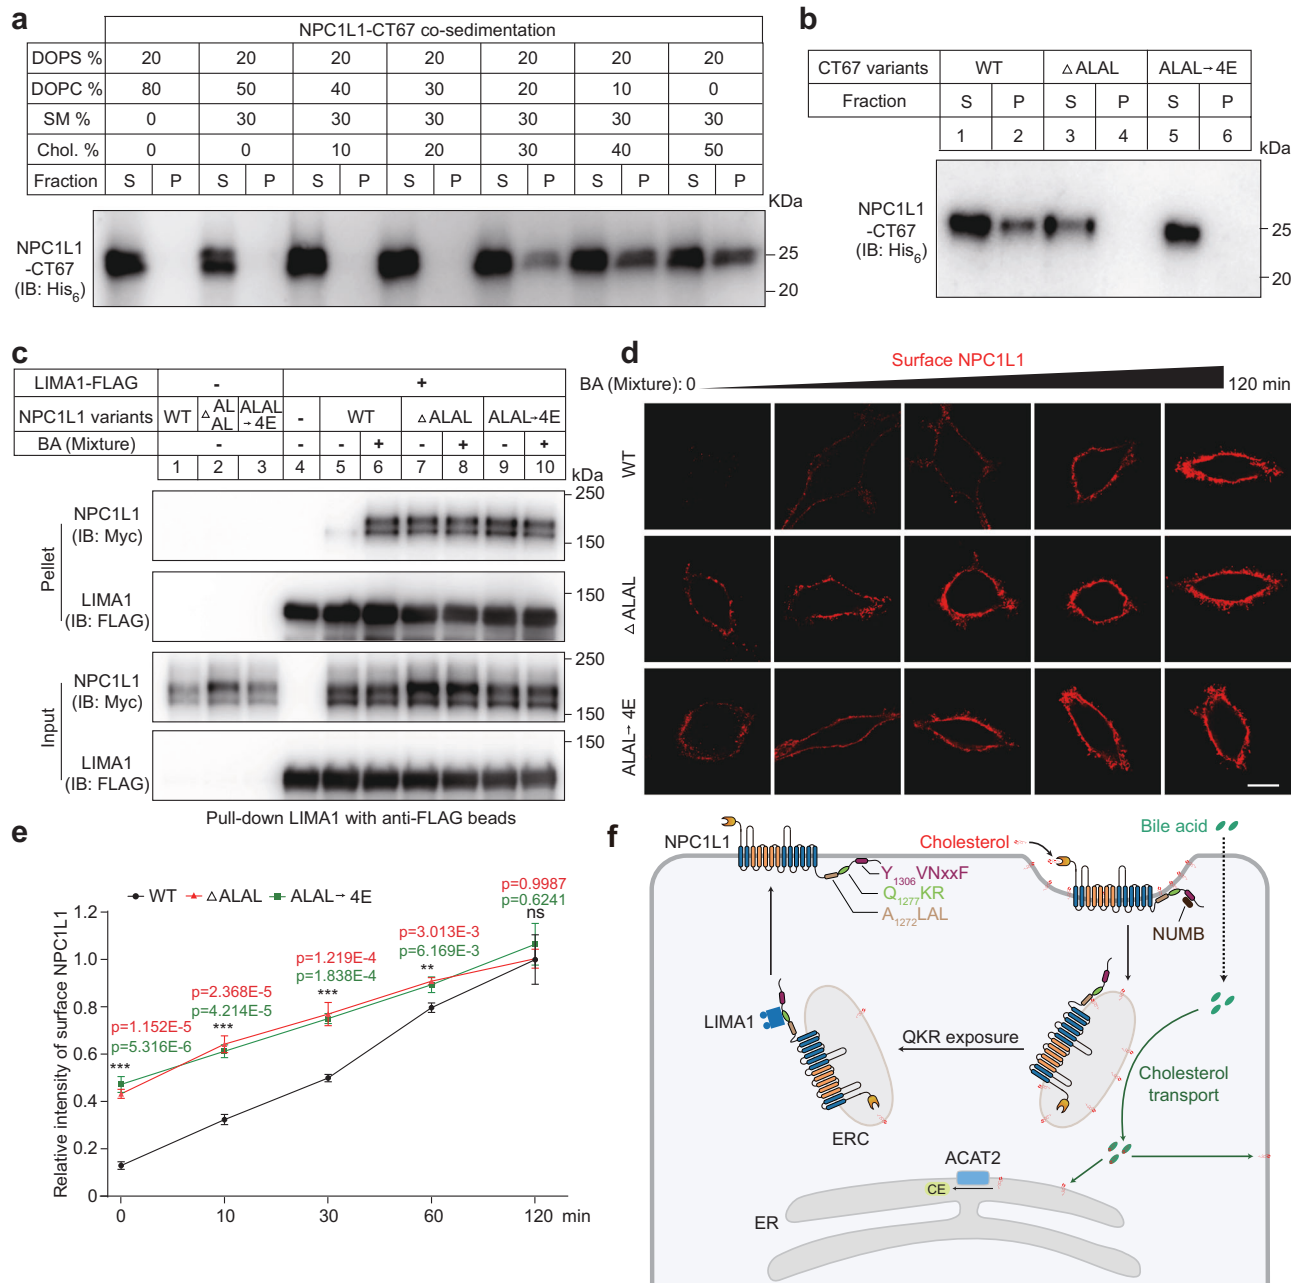 a
NPC1L1-CT67 co-sedimentation
DOPS % 20 20 20 20 20 20 20
DOPC % 80 50 40 30 20 10 0
SM % 0 30 30 30 30 30 30
Chol. % 0 0 10 20 30 40 50
Fraction S P S P S P S P S P S P S P
KDa
NPC1L1
-CT67
(IB: His6)
25
20
b
CT67 variants WT △ALAL ALAL→4E
Fraction S P S P S P
1 2 3 4 5 6
kDa
NPC1L1
-CT67
(IB: His6)
25
20
c
LIMA1-FLAG - +
NPC1L1 variants WT △ALAL ALAL→4E - WT △ALAL ALAL→4E
BA (Mixture) - - + - + - +
1 2 3 4 5 6 7 8 9 10
kDa
Pellet
NPC1L1
(IB: Myc)
250
150
LIMA1
(IB: FLAG)
150
Input
NPC1L1
(IB: Myc)
250
150
LIMA1
(IB: FLAG)
150
Pull-down LIMA1 with anti-FLAG beads
d
Surface NPC1L1
BA (Mixture): 0 120 min
WT
△ALAL
ALAL→4E
e
WT △ALAL ALAL→4E
Relative intensity of surface NPC1L1
1.2
1.0
0.8
0.6
0.4
0.2
0
p=1.152E-5
p=5.316E-6
***
p=2.368E-5
p=4.214E-5
***
p=1.219E-4
p=1.838E-4
***
p=3.013E-3
p=6.169E-3
**
p=0.9987
p=0.6241
ns
0 10 30 60 120 min
f
NPC1L1
Cholesterol
Bile acid
Y1306VNxxF
Q1277KR
A1272LAL
NUMB
LIMA1
QKR exposure
ERC
Cholesterol
transport
ACAT2
CE
ER